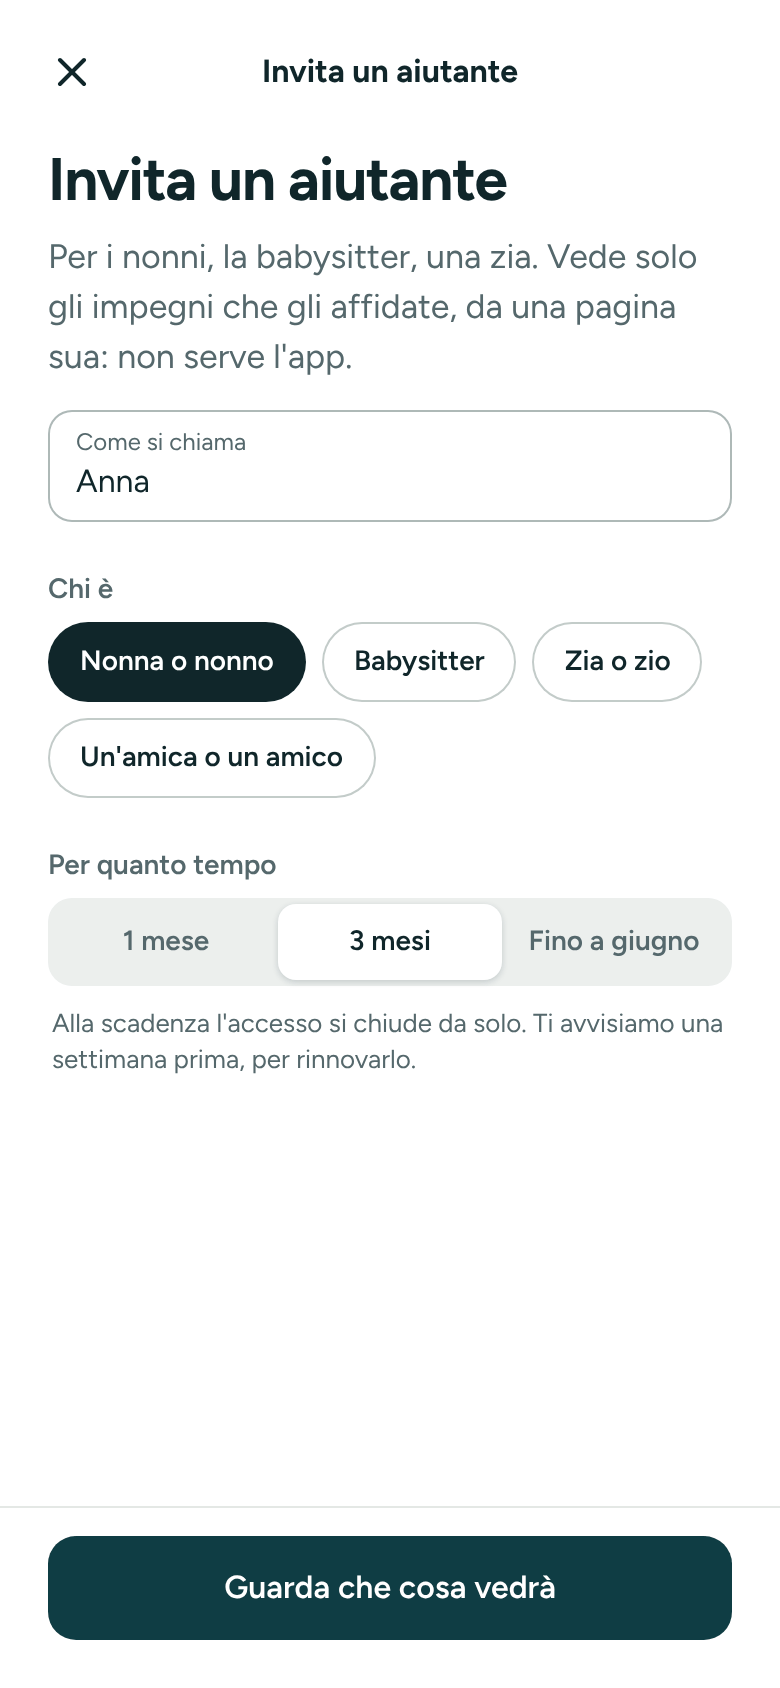 Invita un aiutante
Invita un aiutante
Per i nonni, la babysitter, una zia. Vede solo
gli impegni che gli affidate, da una pagina
sua: non serve l'app.
Come si chiama
Anna
Chi è
Nonna o nonno
Babysitter
Zia o zio
Un'amica o un amico
Per quanto tempo
1 mese
3 mesi
Fino a giugno
Alla scadenza l'accesso si chiude da solo. Ti avvisiamo una
settimana prima, per rinnovarlo.
Guarda che cosa vedrà